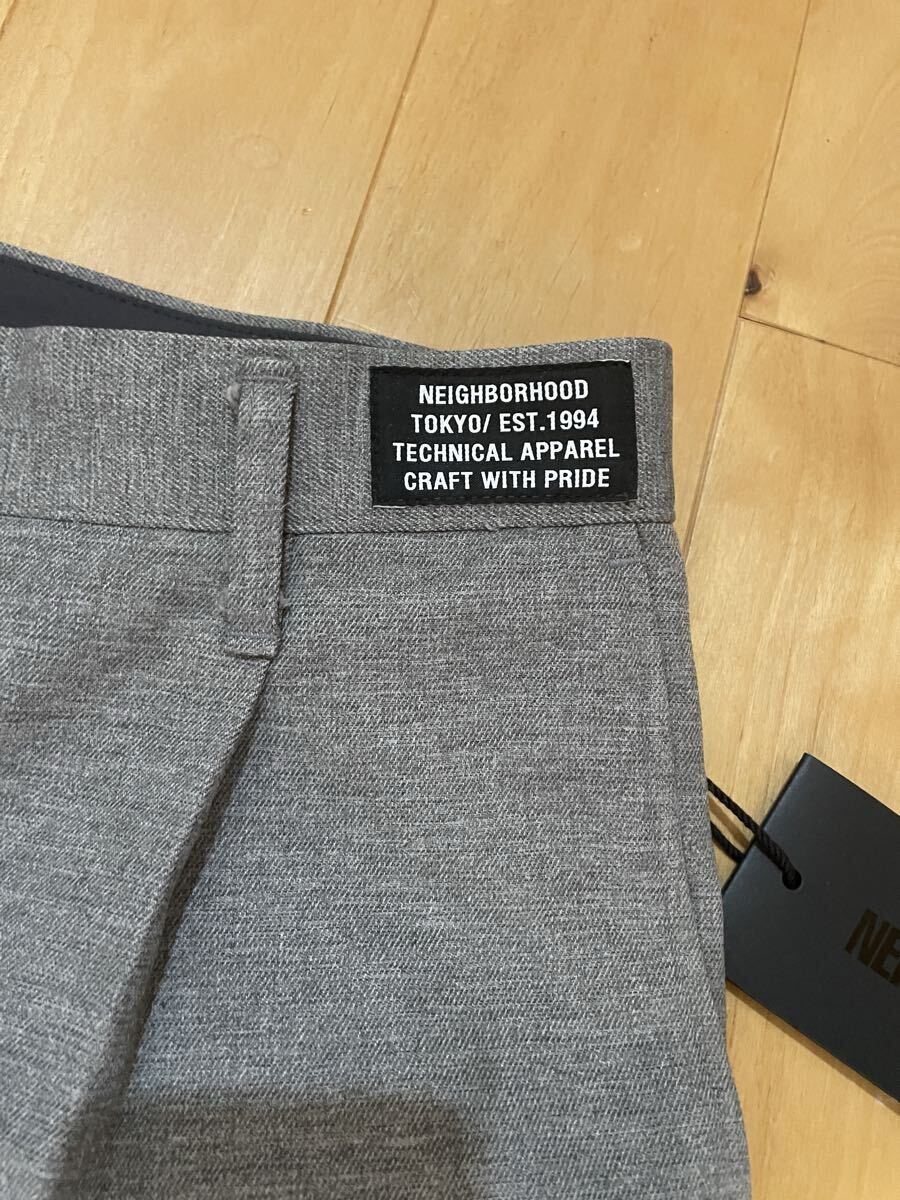 NEIGHBORHOOD
TOKYO/ EST.1994
TECHNICAL APPAREL
CRAFT WITH PRIDE